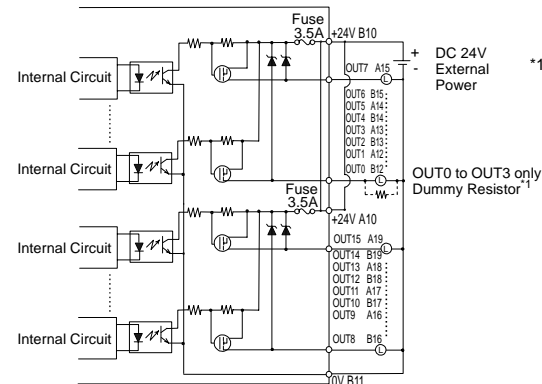 Fuse
3.5A
+24V B10
Internal Circuit
OUT7 A15
L
+
-
DC 24V
External
Power
*1
OUT6 B15
OUT5 A14
OUT4 B14
OUT3 A13
OUT2 B13
OUT1 A12
OUT0 B12
L
Internal Circuit
OUT0 to OUT3 only
Dummy Resistor*1
Fuse
3.5A
+24V A10
Internal Circuit
OUT15 A19
L
OUT14 B19
OUT13 A18
OUT12 B18
OUT11 A17
OUT10 B17
OUT9 A16
OUT8 B16
L
Internal Circuit
0V B11